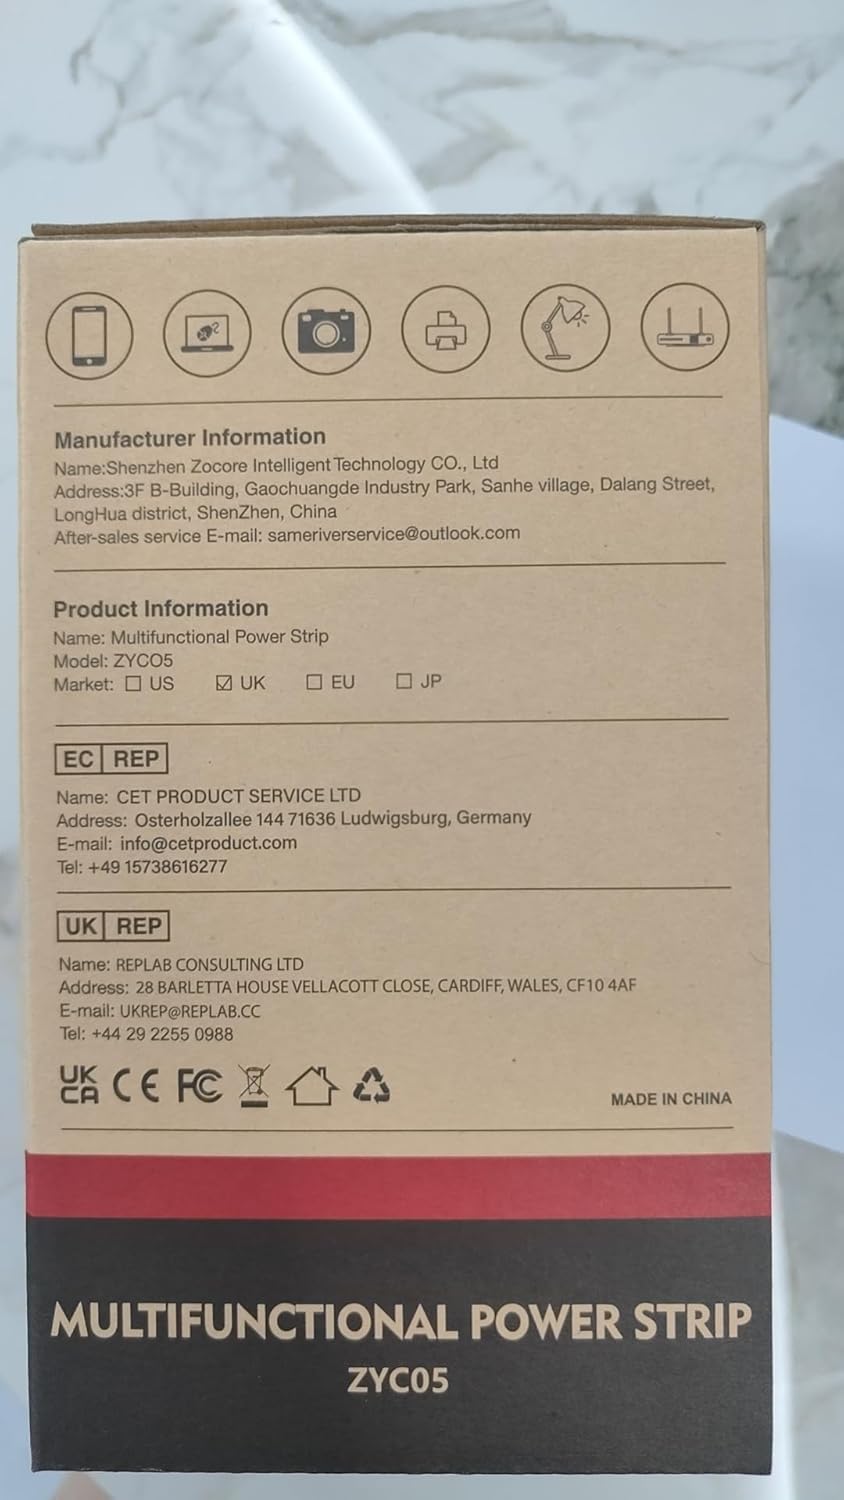 Manufacturer Information
Name:Shenzhen Zocore Intelligent Technology CO., Ltd
Address:3F B-Building, Gaochuangde Industry Park, Sanhe village, Dalang Street,
LongHua district, ShenZhen, China
After-sales service E-mail: sameriverservice@outlook.com
Product Information
Name: Multifunctional Power Strip
Model: ZYCO5
Market: ☐ US ☑ UK ☐ EU ☐ JP
EC REP
Name: CET PRODUCT SERVICE LTD
Address: Osterholzallee 144 71636 Ludwigsburg, Germany
E-mail: info@cetproduct.com
Tel: +49 15738616277
UK REP
Name: REPLAB CONSULTING LTD
Address: 28 BARLETTA HOUSE VELLACOTT CLOSE, CARDIFF, WALES, CF10 4AF
E-mail: UKREP@REPLAB.CC
Tel: +44 29 2255 0988
UK CA CE FC
MADE IN CHINA
MULTIFUNCTIONAL POWER STRIP
ZYC05